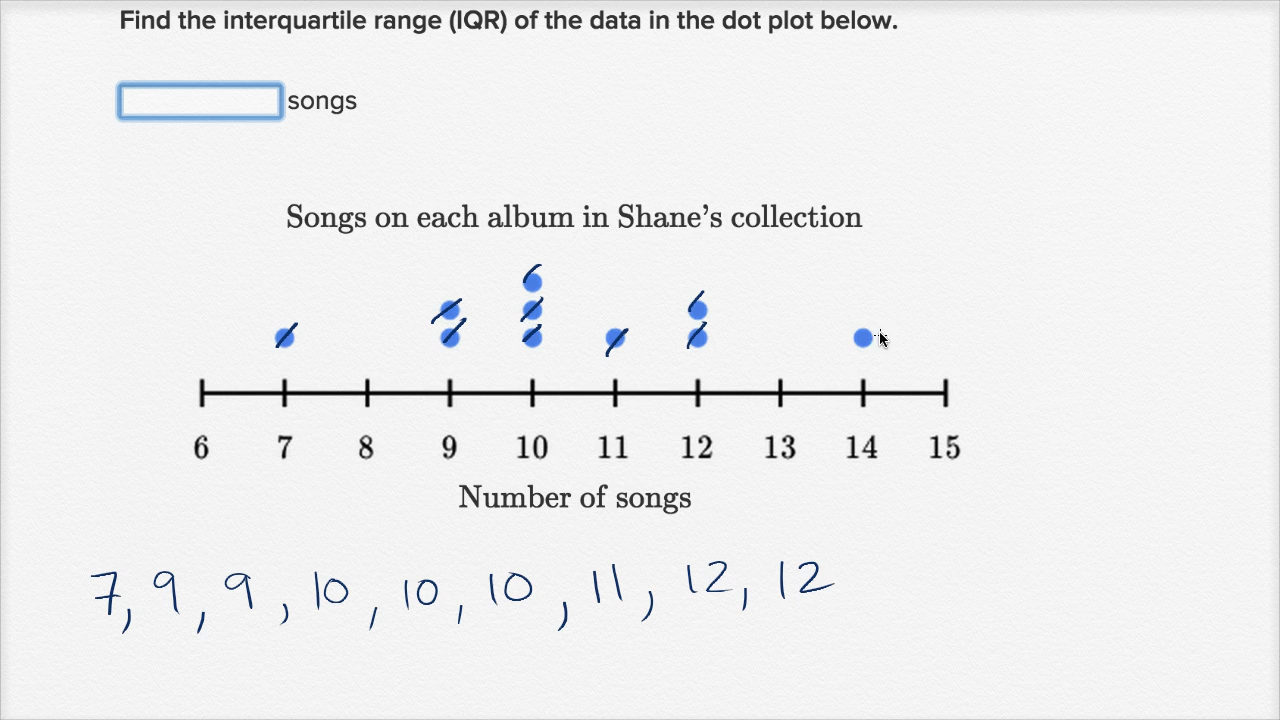 Find the interquartile range (IQR) of the data in the dot plot below.
songs
Songs on each album in Shane's collection
6 7 8 9 10 11 12 13 14 15
Number of songs
7, 9, 9, 10, 10, 10, 11, 12, 12